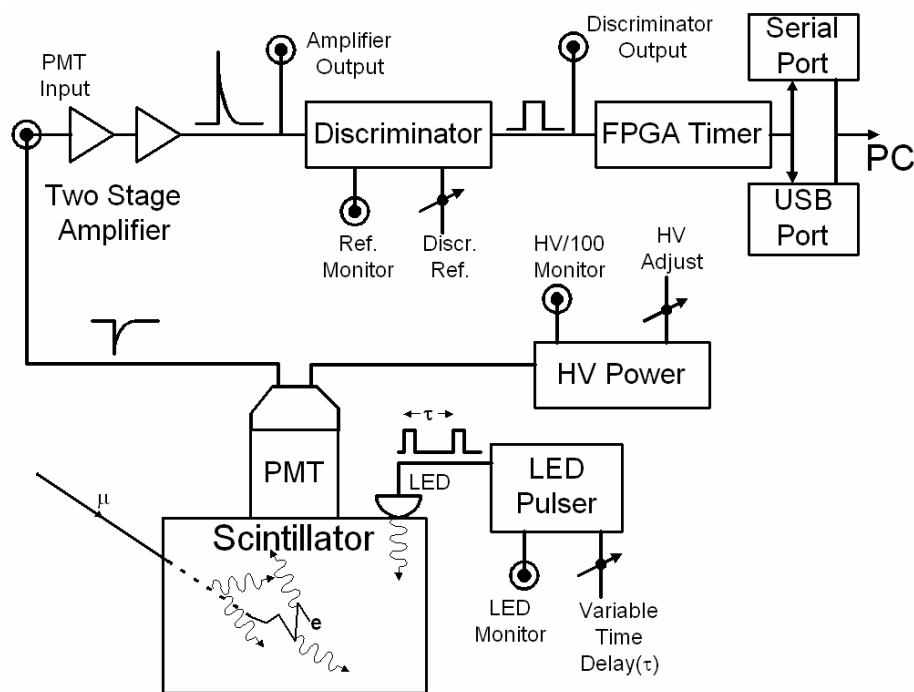 PMT
Input
Amplifier
Output
Discriminator
Output
Serial
Port
Two Stage
Amplifier
Discriminator
FPGA Timer
PC
USB
Port
Ref.
Monitor
Discr.
Ref.
HV/100
Monitor
HV
Adjust
HV Power
PMT
τ
LED
LED
Pulser
μ
Scintillator
e
LED
Monitor
Variable
Time
Delay(τ)